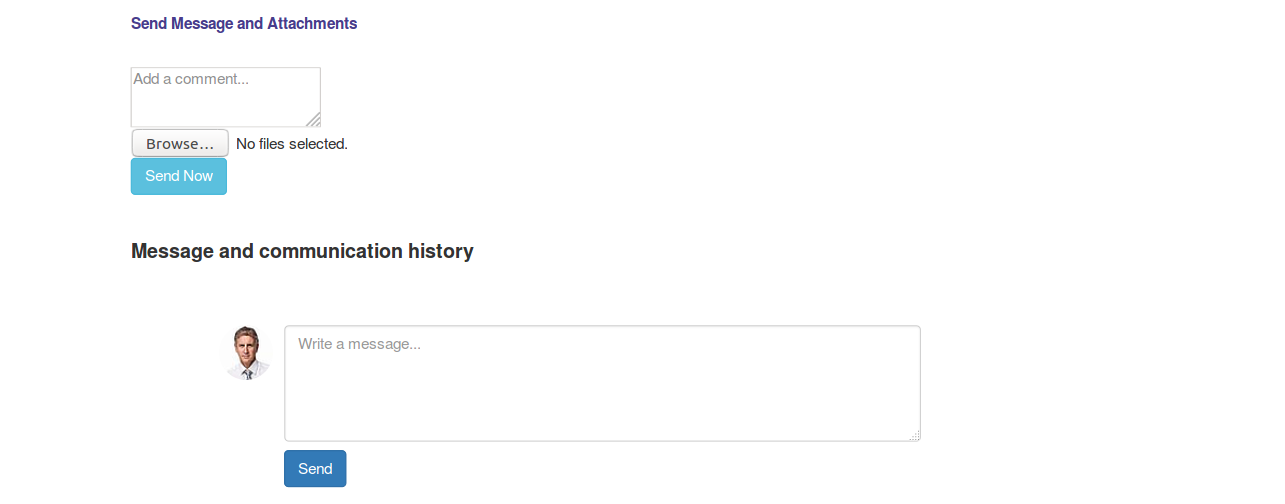 Send Message and Attachments
Add a comment...
Browse... No files selected.
Send Now
Message and communication history
Write a message...
Send